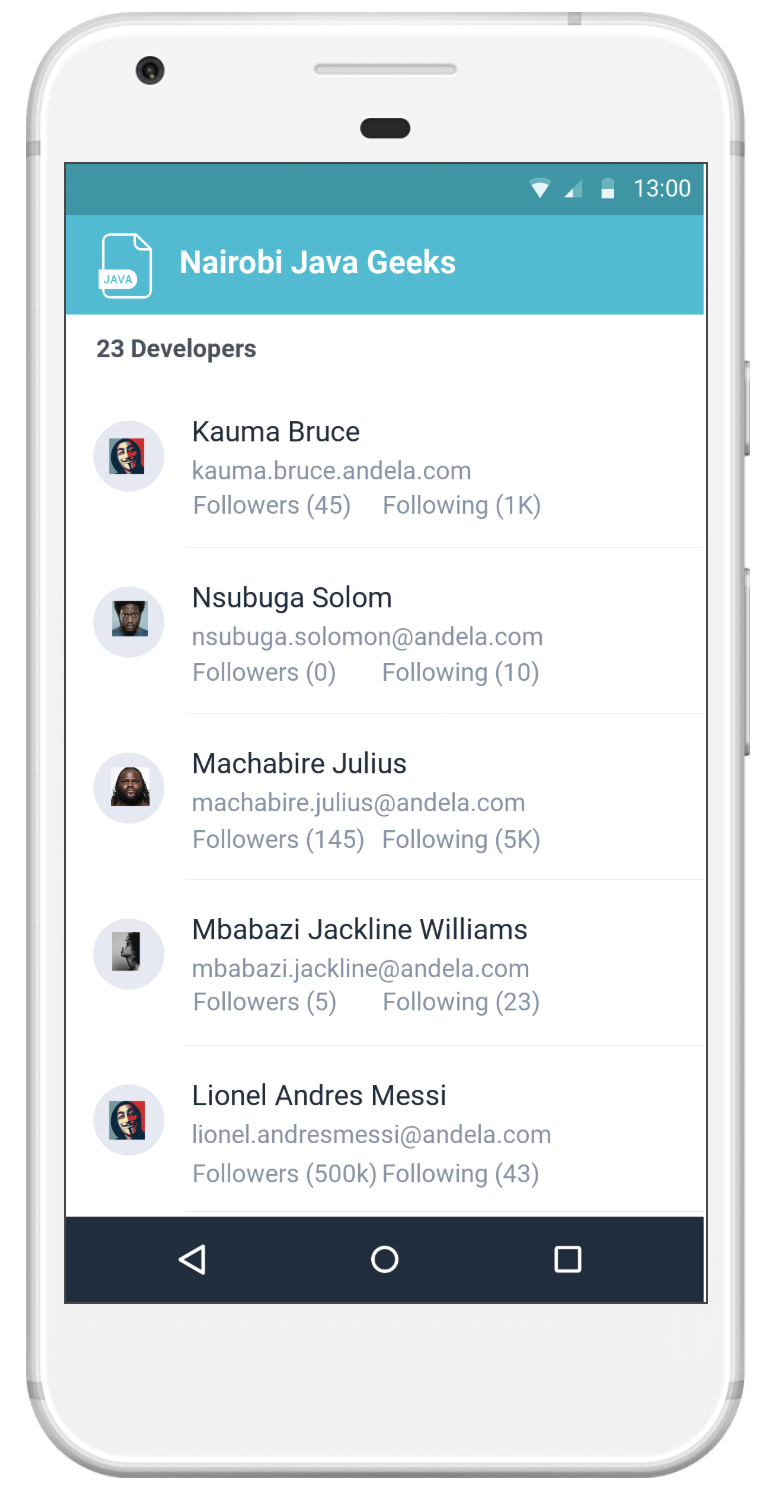 13:00
JAVA
Nairobi Java Geeks
23 Developers
Kauma Bruce
kauma.bruce.andela.com
Followers (45) Following (1K)
Nsubuga Solom
nsubuga.solomon@andela.com
Followers (0) Following (10)
Machabire Julius
machabire.julius@andela.com
Followers (145) Following (5K)
Mbabazi Jackline Williams
mbabazi.jackline@andela.com
Followers (5) Following (23)
Lionel Andres Messi
lionel.andresmessi@andela.com
Followers (500k) Following (43)